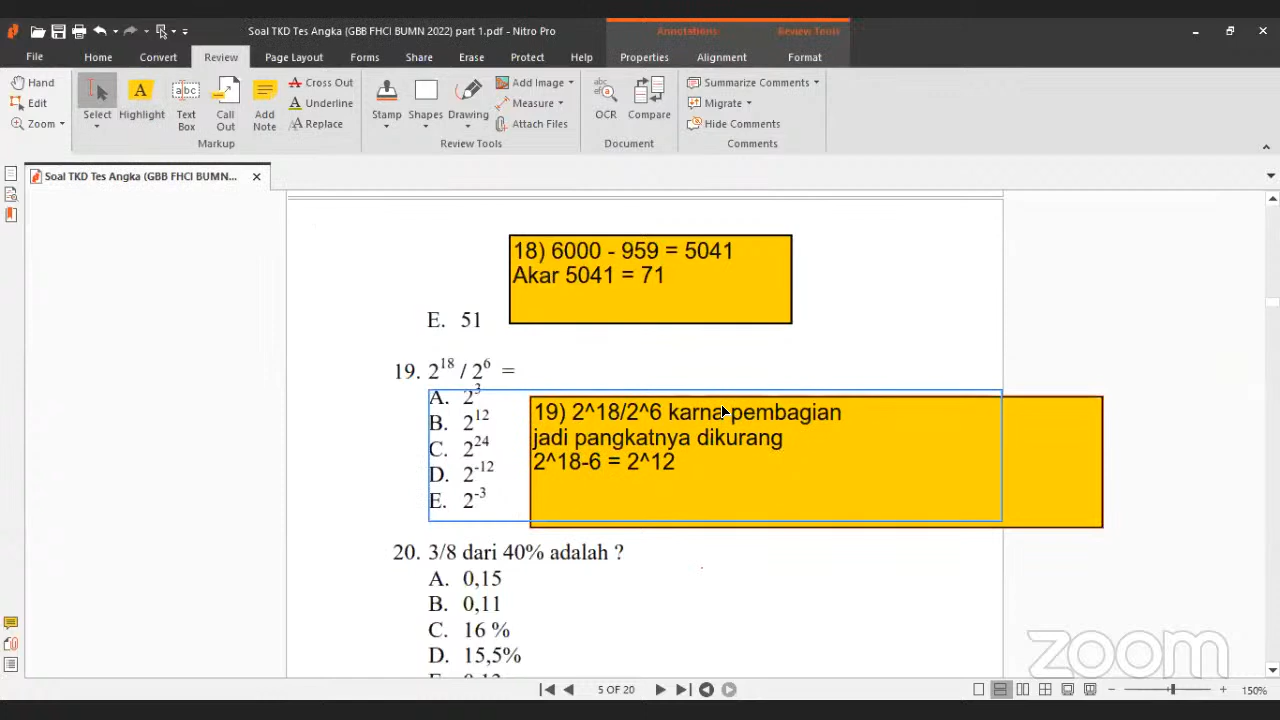 Soal TKD Tes Angka (GBB FHCI BUMN 2022) part 1.pdf - Nitro Pro
Annotations
Review Tools
File Convert Review Page Layout Forms Share Erase Protect Help Properties Alignment Format
Hand
Edit
Zoom
Select
Highlight
Text Box
Call Out
Add Note
Cross Out
Underline
Replace
Markup
Stamp
Shapes
Drawing
Add Image
Measure
Attach Files
Review Tools
OCR
Compare
Document
Summarize Comments
Migrate
Hide Comments
Comments
Soal TKD Tes Angka (GBB FHCI BUMN...
18) 6000 - 959 = 5041
Akar 5041 = 71
E. 51
19. 2^18 / 2^6 =
A. 2^3
B. 2^12
C. 2^24
D. 2^-12
E. 2^-3
19) 2^18/2^6 karna pembagian
jadi pangkatnya dikurang
2^18-6 = 2^12
20. 3/8 dari 40% adalah ?
A. 0,15
B. 0,11
C. 16 %
D. 15,5%
zoom
5 OF 20
150%